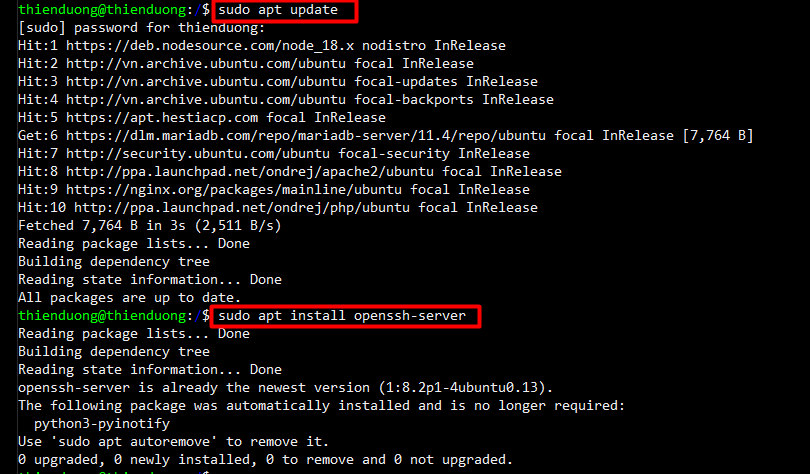 thienduong@thienduong:/$ sudo apt update
[sudo] password for thienduong:
Hit:1 https://deb.nodesource.com/node_18.x nodistro InRelease
Hit:2 http://vn.archive.ubuntu.com/ubuntu focal InRelease
Hit:3 http://vn.archive.ubuntu.com/ubuntu focal-updates InRelease
Hit:4 http://vn.archive.ubuntu.com/ubuntu focal-backports InRelease
Hit:5 https://apt.hestiacp.com focal InRelease
Get:6 https://dlm.mariadb.com/repo/mariadb-server/11.4/repo/ubuntu focal InRelease [7,764 B]
Hit:7 http://security.ubuntu.com/ubuntu focal-security InRelease
Hit:8 http://ppa.launchpad.net/ondrej/apache2/ubuntu focal InRelease
Hit:9 https://nginx.org/packages/mainline/ubuntu focal InRelease
Hit:10 http://ppa.launchpad.net/ondrej/php/ubuntu focal InRelease
Fetched 7,764 B in 3s (2,511 B/s)
Reading package lists... Done
Building dependency tree
Reading state information... Done
All packages are up to date.
thienduong@thienduong:/$ sudo apt install openssh-server
Reading package lists... Done
Building dependency tree
Reading state information... Done
openssh-server is already the newest version (1:8.2p1-4ubuntu0.13).
The following package was automatically installed and is no longer required:
  python3-pyinotify
Use 'sudo apt autoremove' to remove it.
0 upgraded, 0 newly installed, 0 to remove and 0 not upgraded.